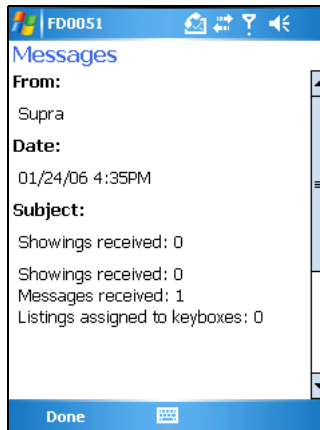 FD0051
Messages
From:
Supra
Date:
01/24/06 4:35PM
Subject:
Showings received: 0
Showings received: 0
Messages received: 1
Listings assigned to keyboxes: 0
Done